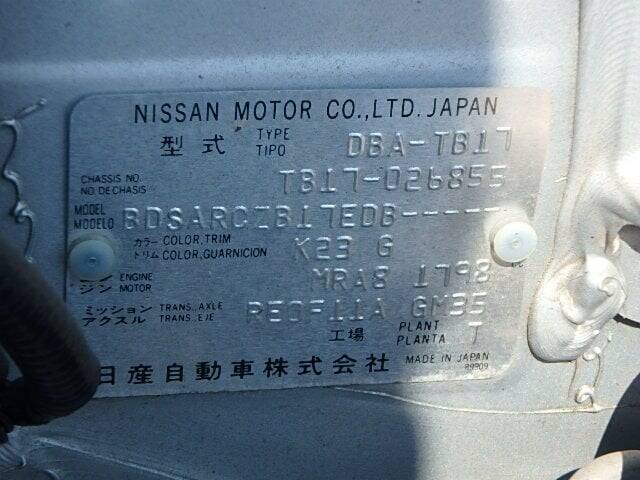 NISSAN MOTOR CO.,LTD. JAPAN
型式 TYPE TIPO DBA-TB17
CHASSIS NO. NO. DE CHASIS TB17-026855
MODEL MODELO BDSARCZB17EDB-----
カラー COLOR,TRIM トリム COLOR,GUARNICION K23 G
ENGINE MOTOR MRA8 1798
ミッション TRANS..AXLE アクスル TRANS..EJE RE0F11A GM35
工場 PLANT PLANTA T
日産自動車株式会社 MADE IN JAPAN
89909